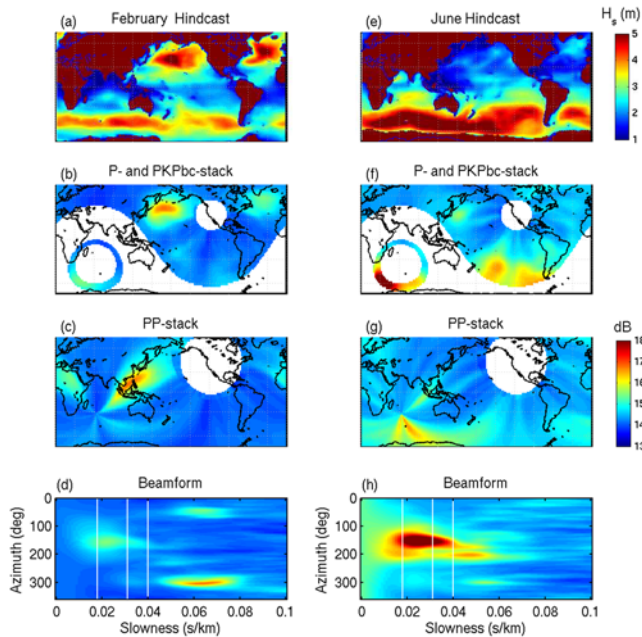 February Hindcast
June Hindcast
H_s (m)
(a)
(e)
5
4
3
2
1
P- and PKPbc-stack
P- and PKPbc-stack
(b)
(f)
PP-stack
PP-stack
dB
(c)
(g)
18
17
16
15
14
13
Beamform
Beamform
(d)
(h)
Azimuth (deg)
0
100
200
300
Azimuth (deg)
0
100
200
300
0 0.02 0.04 0.06 0.08 0.1
0 0.02 0.04 0.06 0.08 0.1
Slowness (s/km)
Slowness (s/km)